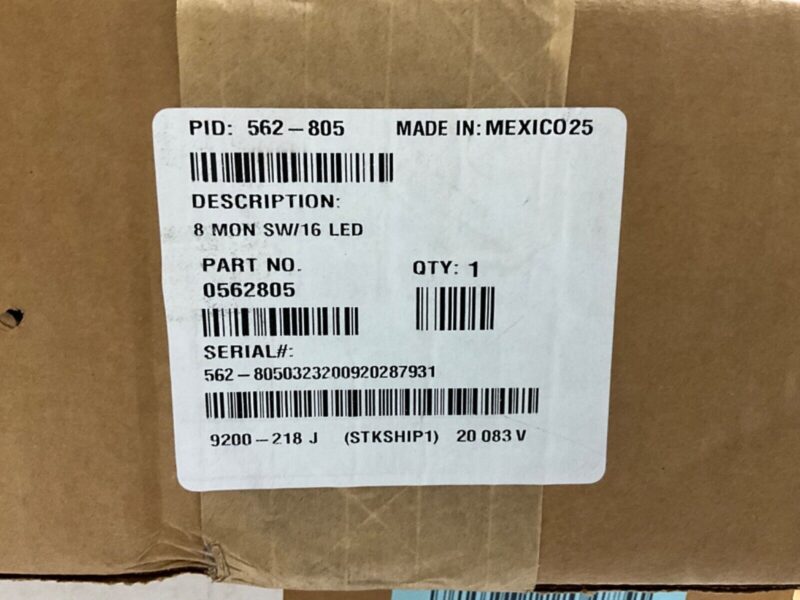 PID: 562-805 MADE IN: MEXICO25
DESCRIPTION:
8 MON SW/16 LED
PART NO. QTY: 1
0562805
SERIAL#:
562-8050323200920287931
9200-218 J (STKSHIP1) 20 083 V